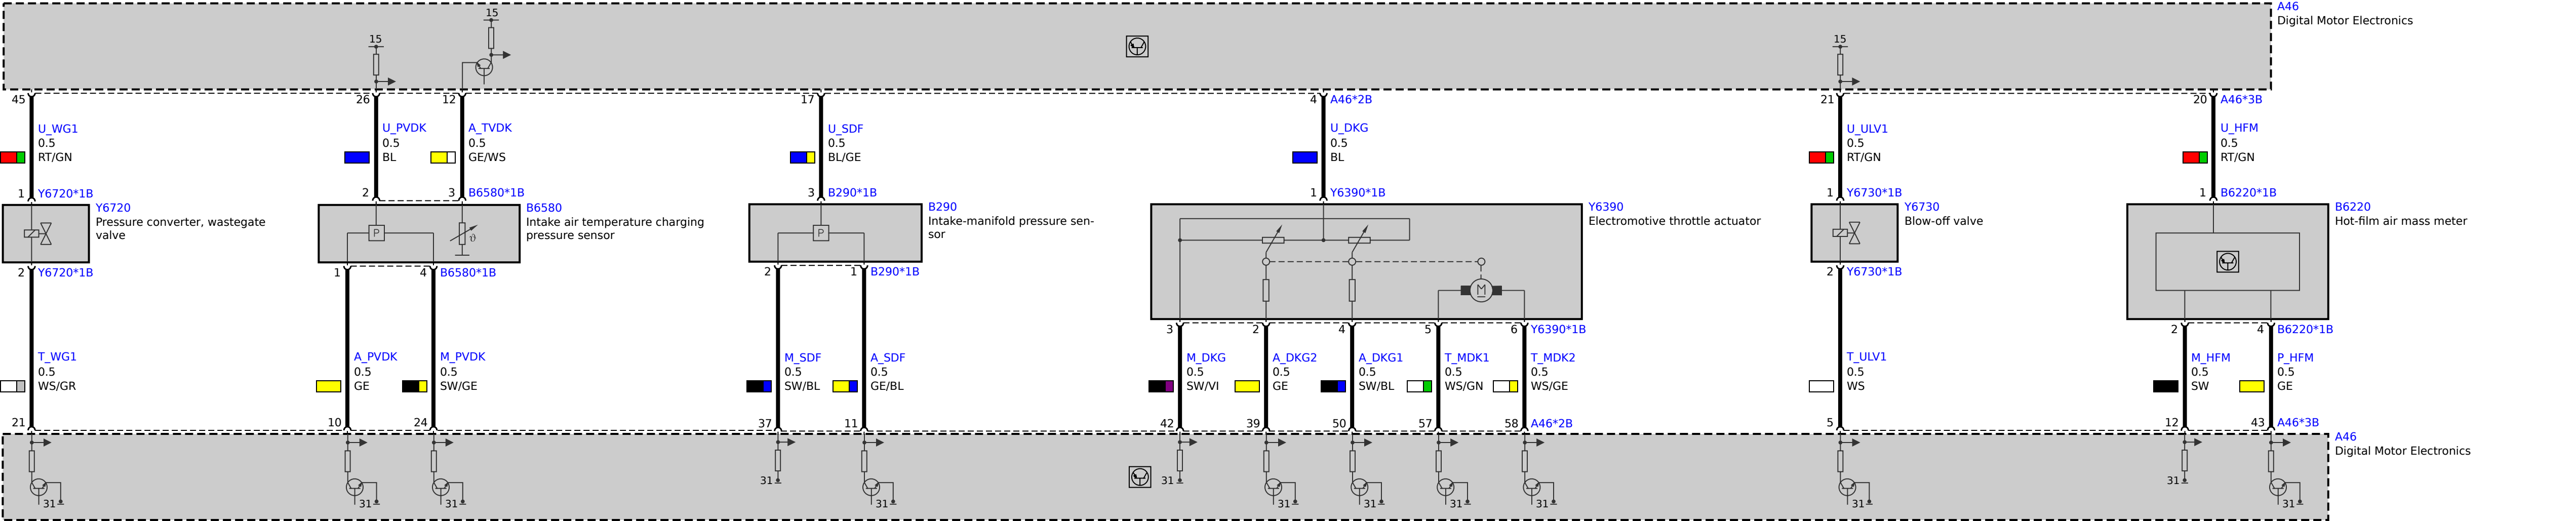 15
A46
Digital Motor Electronics
15
15
45
26
12
17
4
A46*2B
21
20
A46*3B
U_WG1
0.5
RT/GN
U_PVDK
0.5
BL
A_TVDK
0.5
GE/WS
U_SDF
0.5
BL/GE
U_DKG
0.5
BL
U_ULV1
0.5
RT/GN
U_HFM
0.5
RT/GN
1
Y6720*1B
2
3
B6580*1B
3
B290*1B
1
Y6390*1B
1
Y6730*1B
1
B6220*1B
Y6720
Pressure converter, wastegate
valve
P
ϑ
B6580
Intake air temperature charging
pressure sensor
P
B290
Intake-manifold pressure sen-
sor
M
Y6390
Electromotive throttle actuator
Y6730
Blow-off valve
B6220
Hot-film air mass meter
2
Y6720*1B
1
4
B6580*1B
2
1
B290*1B
3
2
4
5
6
Y6390*1B
2
Y6730*1B
2
4
B6220*1B
T_WG1
0.5
WS/GR
A_PVDK
0.5
GE
M_PVDK
0.5
SW/GE
M_SDF
0.5
SW/BL
A_SDF
0.5
GE/BL
M_DKG
0.5
SW/VI
A_DKG2
0.5
GE
A_DKG1
0.5
SW/BL
T_MDK1
0.5
WS/GN
T_MDK2
0.5
WS/GE
T_ULV1
0.5
WS
M_HFM
0.5
SW
P_HFM
0.5
GE
21
10
24
37
11
42
39
50
57
58
A46*2B
5
12
43
A46*3B
A46
Digital Motor Electronics
31
31
31
31
31
31
31
31
31
31
31
31
31